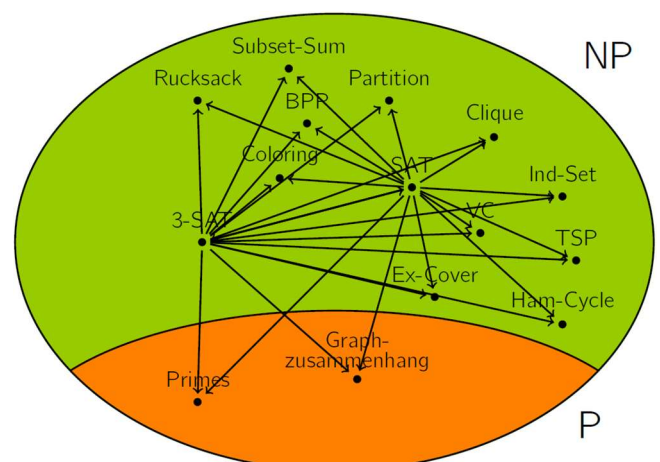 Subset-Sum
NP
Rucksack
Partition
BPP
Clique
Coloring
SAT
Ind-Set
VC
3-SAT
TSP
Ex-Cover
Ham-Cycle
Graph-
zusammenhang
Primes
P